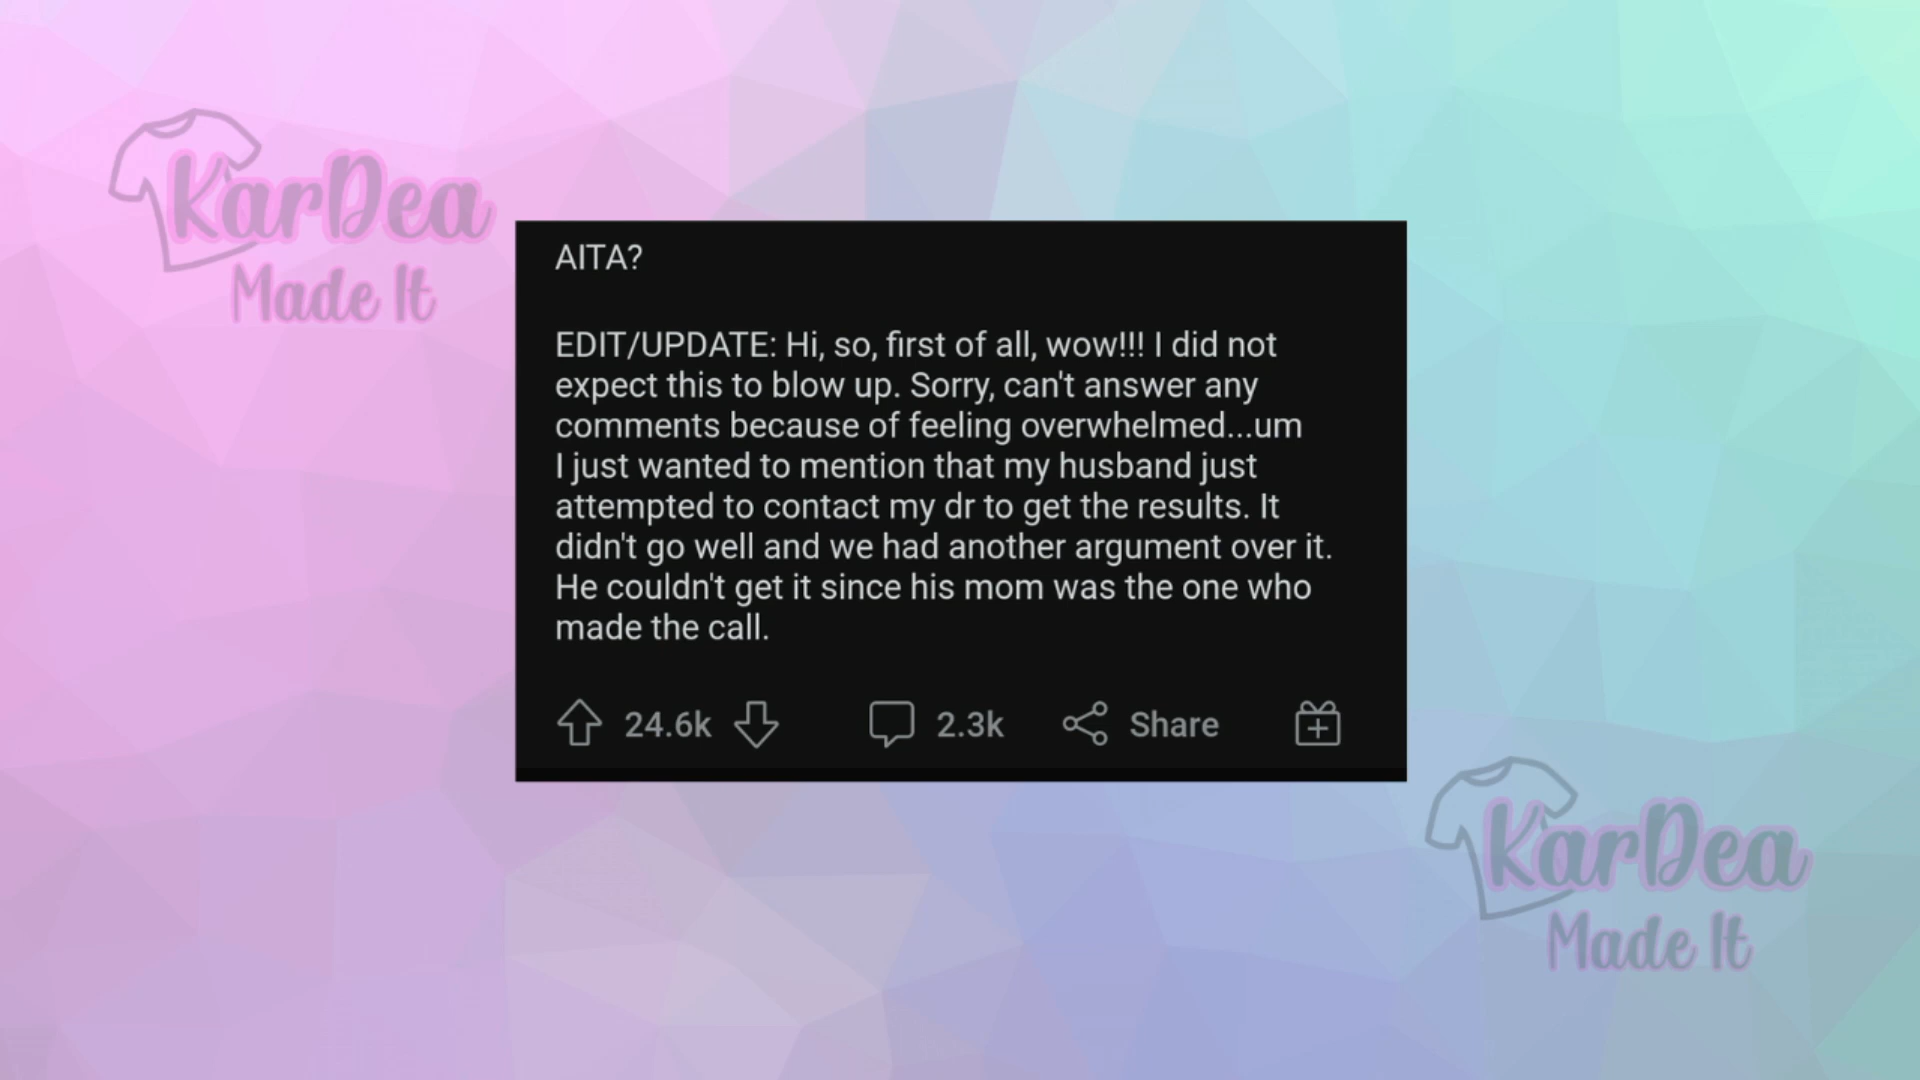 KarDea
Made It
AITA?
EDIT/UPDATE: Hi, so, first of all, wow!!! I did not
expect this to blow up. Sorry, can't answer any
comments because of feeling overwhelmed...um
I just wanted to mention that my husband just
attempted to contact my dr to get the results. It
didn't go well and we had another argument over it.
He couldn't get it since his mom was the one who
made the call.
24.6k 2.3k Share
KarDea
Made It